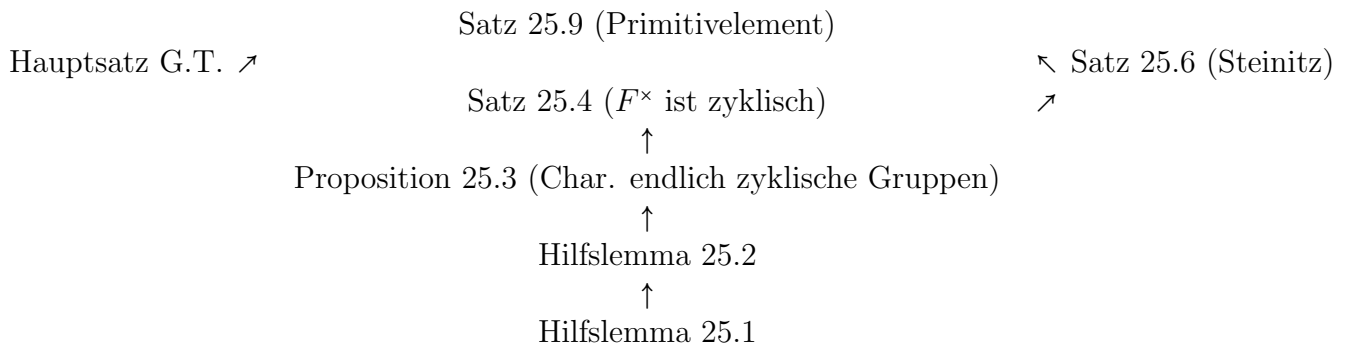 Satz 25.9 (Primitivelement)
Hauptsatz G.T. ↗ ↖ Satz 25.6 (Steinitz)
Satz 25.4 (F× ist zyklisch) ↗
↑
Proposition 25.3 (Char. endlich zyklische Gruppen)
↑
Hilfslemma 25.2
↑
Hilfslemma 25.1